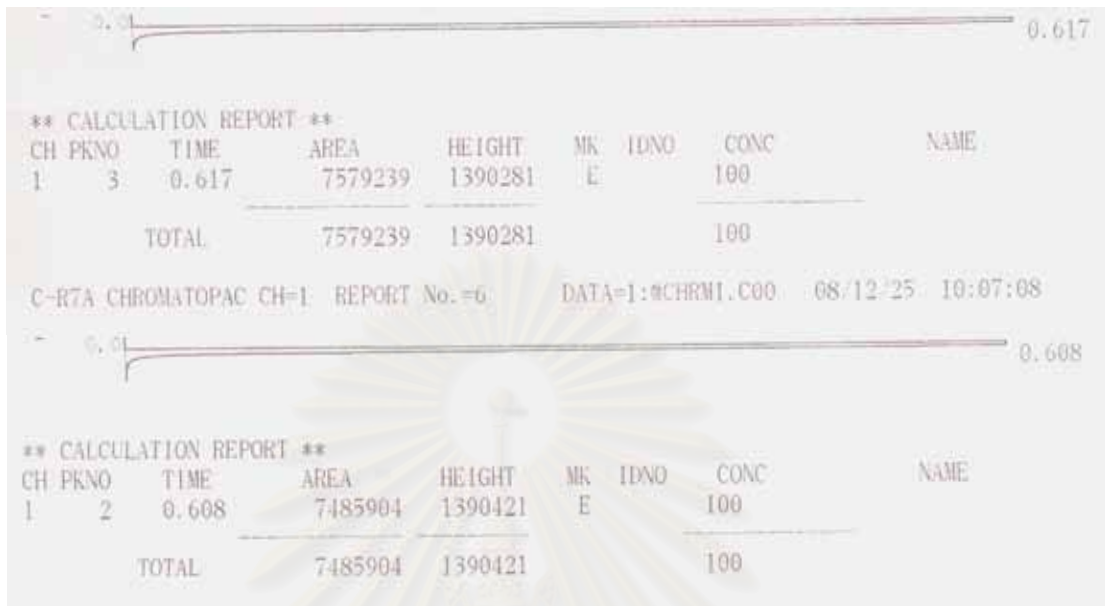 0.617
** CALCULATION REPORT **
CH PKNO TIME AREA HEIGHT MK IDNO CONC NAME
1 3 0.617 7579239 1390281 E 100
TOTAL 7579239 1390281 100
C-R7A CHROMATOPAC CH=1 REPORT No.=6 DATA=1:@CHRM1.C00 08/12/25 10:07:08
0.0
0.608
** CALCULATION REPORT **
CH PKNO TIME AREA HEIGHT MK IDNO CONC NAME
1 2 0.608 7485904 1390421 E 100
TOTAL 7485904 1390421 100